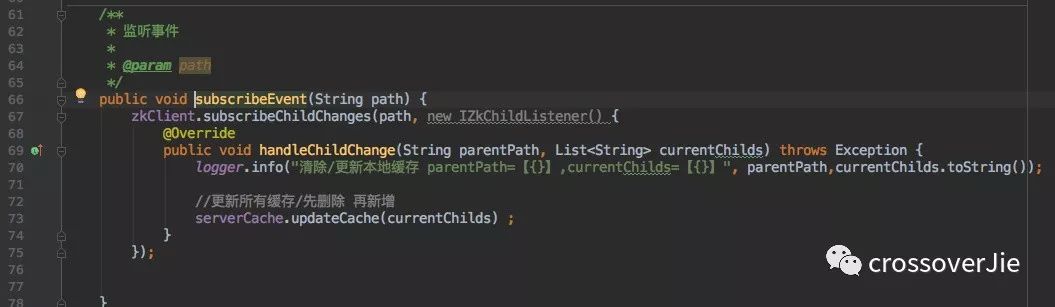 61 /**
62 * 监听事件
63 *
64 * @param path
65 */
66 public void subscribeEvent(String path) {
67 zkClient.subscribeChildChanges(path, new IZkChildListener() {
68 @Override
69 public void handleChildChange(String parentPath, List<String> currentChilds) throws Exception {
70 logger.info("清除/更新本地缓存 parentPath=【{}】,currentChilds=【{}】", parentPath,currentChilds.toString());
71
72 //更新所有缓存/先删除 再新增
73 serverCache.updateCache(currentChilds) ;
74 }
75 });
76
77
78 }
crossoverJie